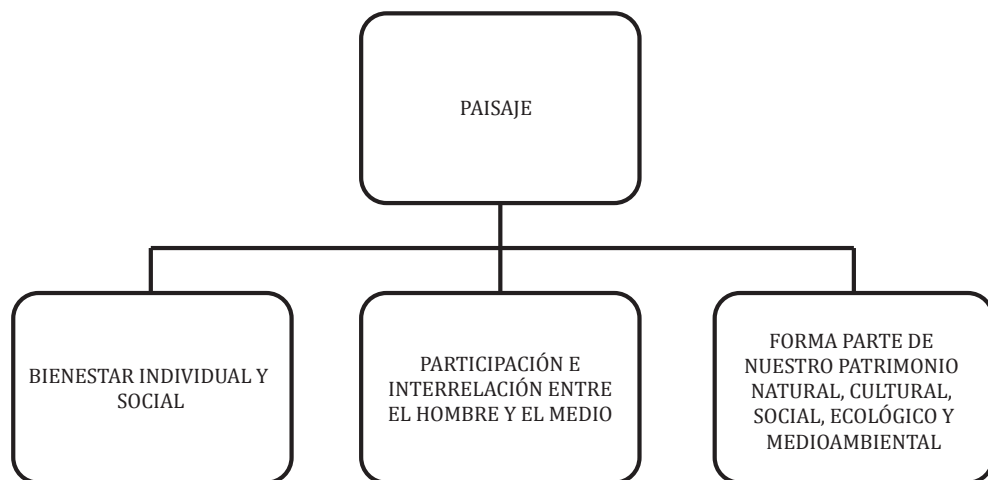 PAISAJE
BIENESTAR INDIVIDUAL Y
SOCIAL
PARTICIPACIÓN E
INTERRELACIÓN ENTRE
EL HOMBRE Y EL MEDIO
FORMA PARTE DE
NUESTRO PATRIMONIO
NATURAL, CULTURAL,
SOCIAL, ECOLÓGICO Y
MEDIOAMBIENTAL